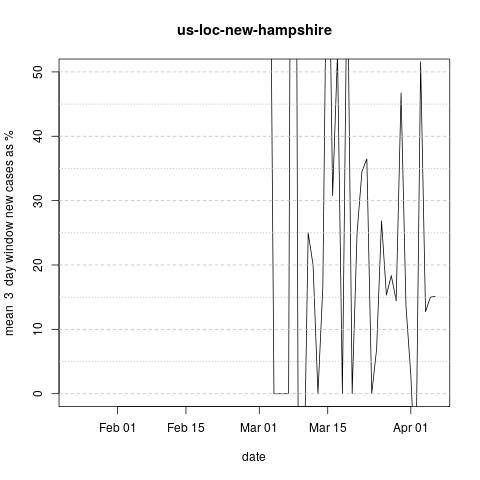 us-loc-new-hampshire
50
40
30
20
10
0
mean 3 day window new cases as %
Feb 01 Feb 15 Mar 01 Mar 15 Apr 01
date